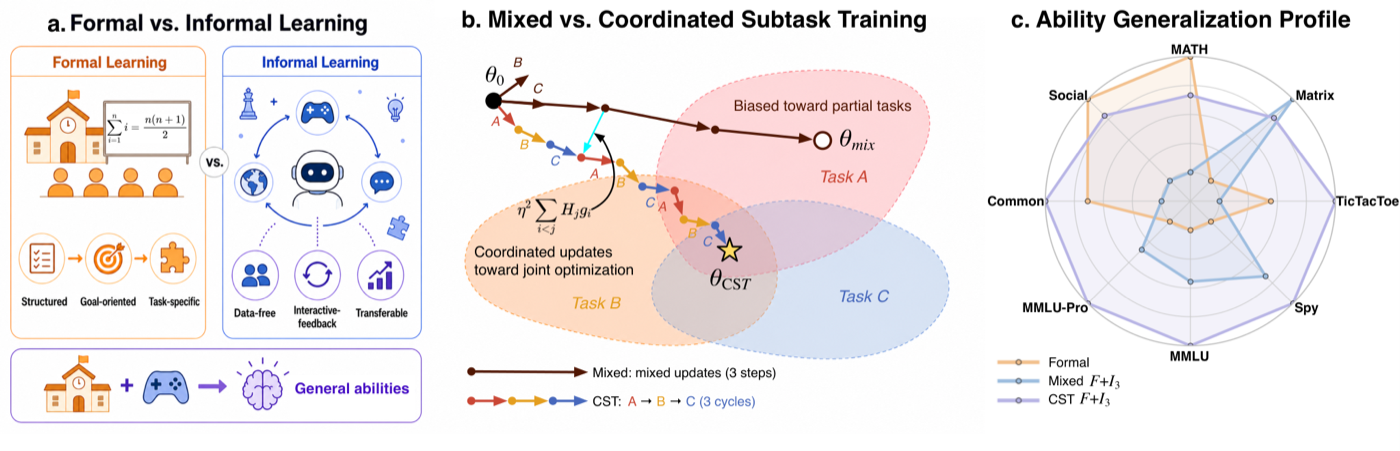 a. Formal vs. Informal Learning
Formal Learning
n
∑ i = n(n + 1)
i=1 2
Structured
Goal-oriented
Task-specific
vs.
Informal Learning
Data-free
Interactive-
feedback
Transferable
General abilities
b. Mixed vs. Coordinated Subtask Training
θ0
B
C
A
B
C
A
B
C
A
B
C
η² ∑ Hjgi
i<j
Biased toward partial tasks
θmix
Task A
Coordinated updates
toward joint optimization
θCST
Task B
Task C
Mixed: mixed updates (3 steps)
CST: A → B → C (3 cycles)
c. Ability Generalization Profile
MATH
Social
Matrix
Common
TicTacToe
MMLU-Pro
Spy
MMLU
Formal
Mixed F+I3
CST F+I3